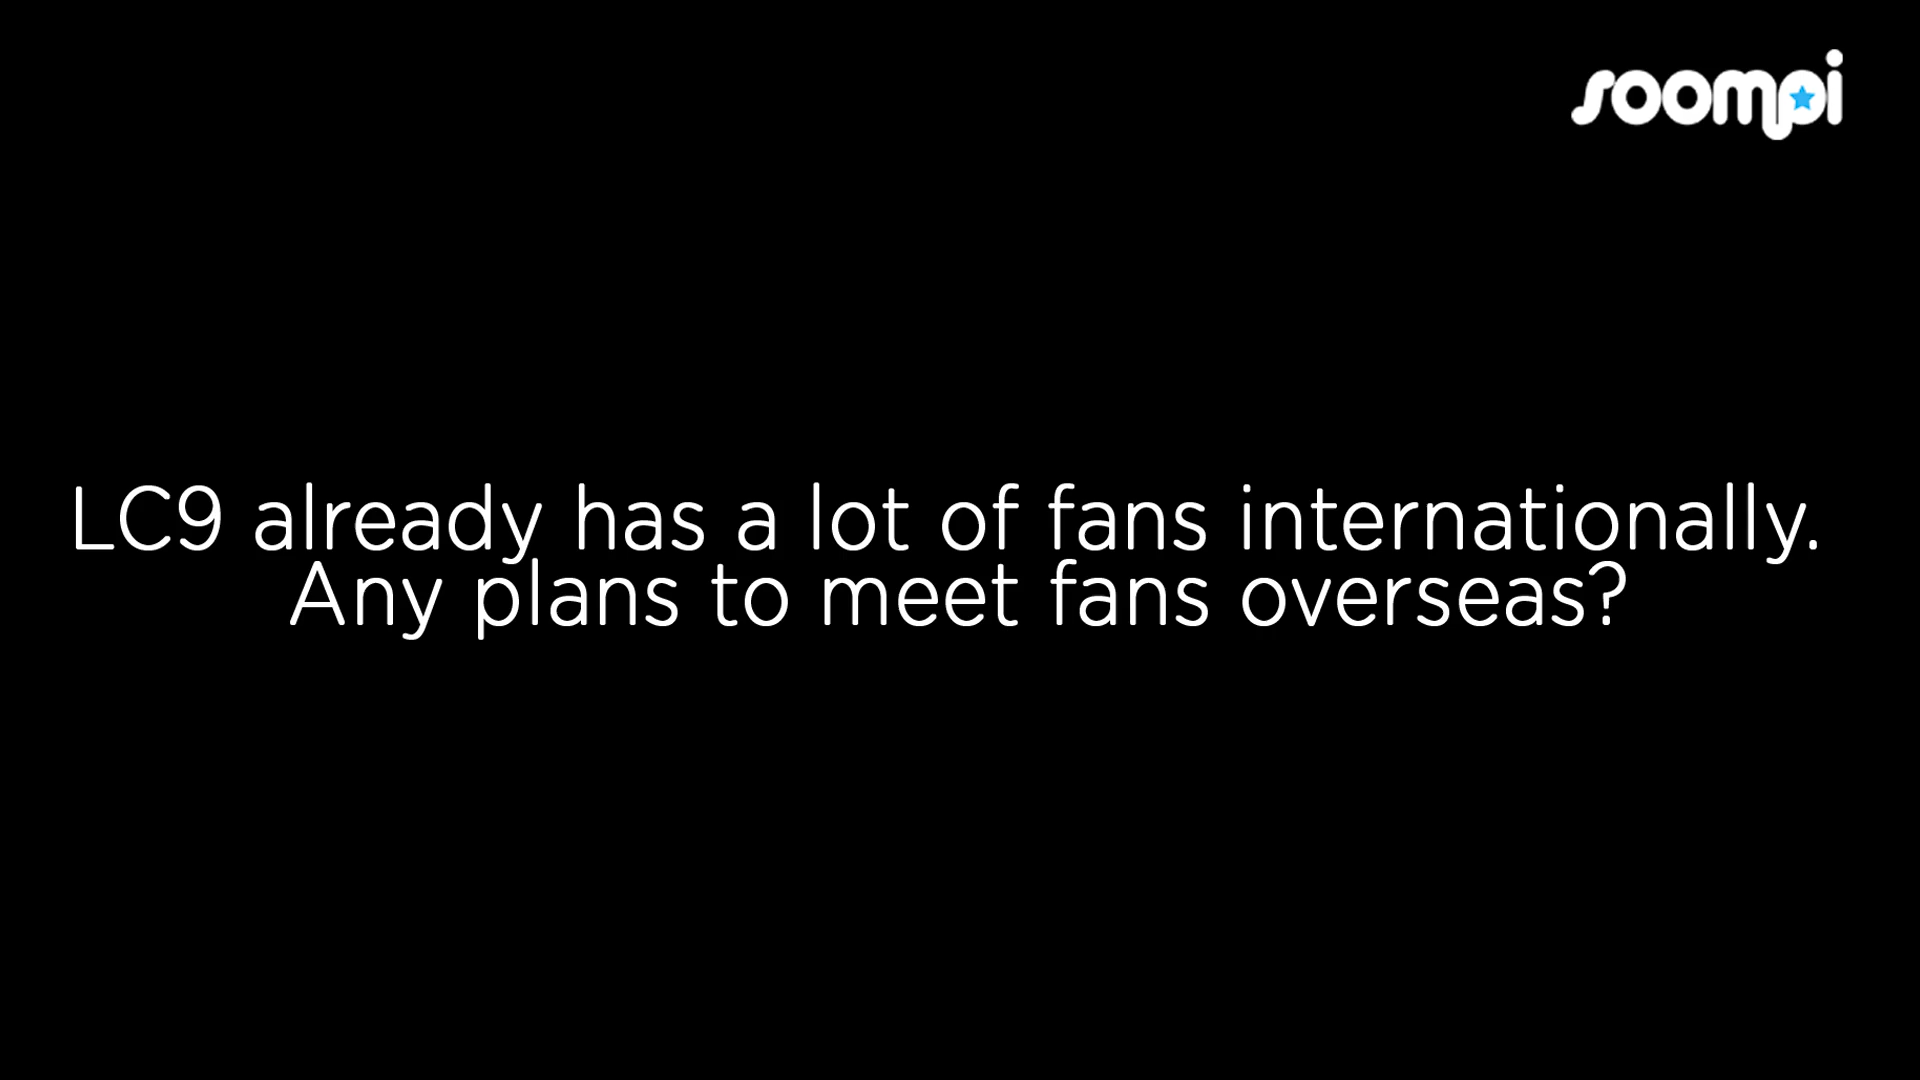 soompi
LC9 already has a lot of fans internationally.
Any plans to meet fans overseas?